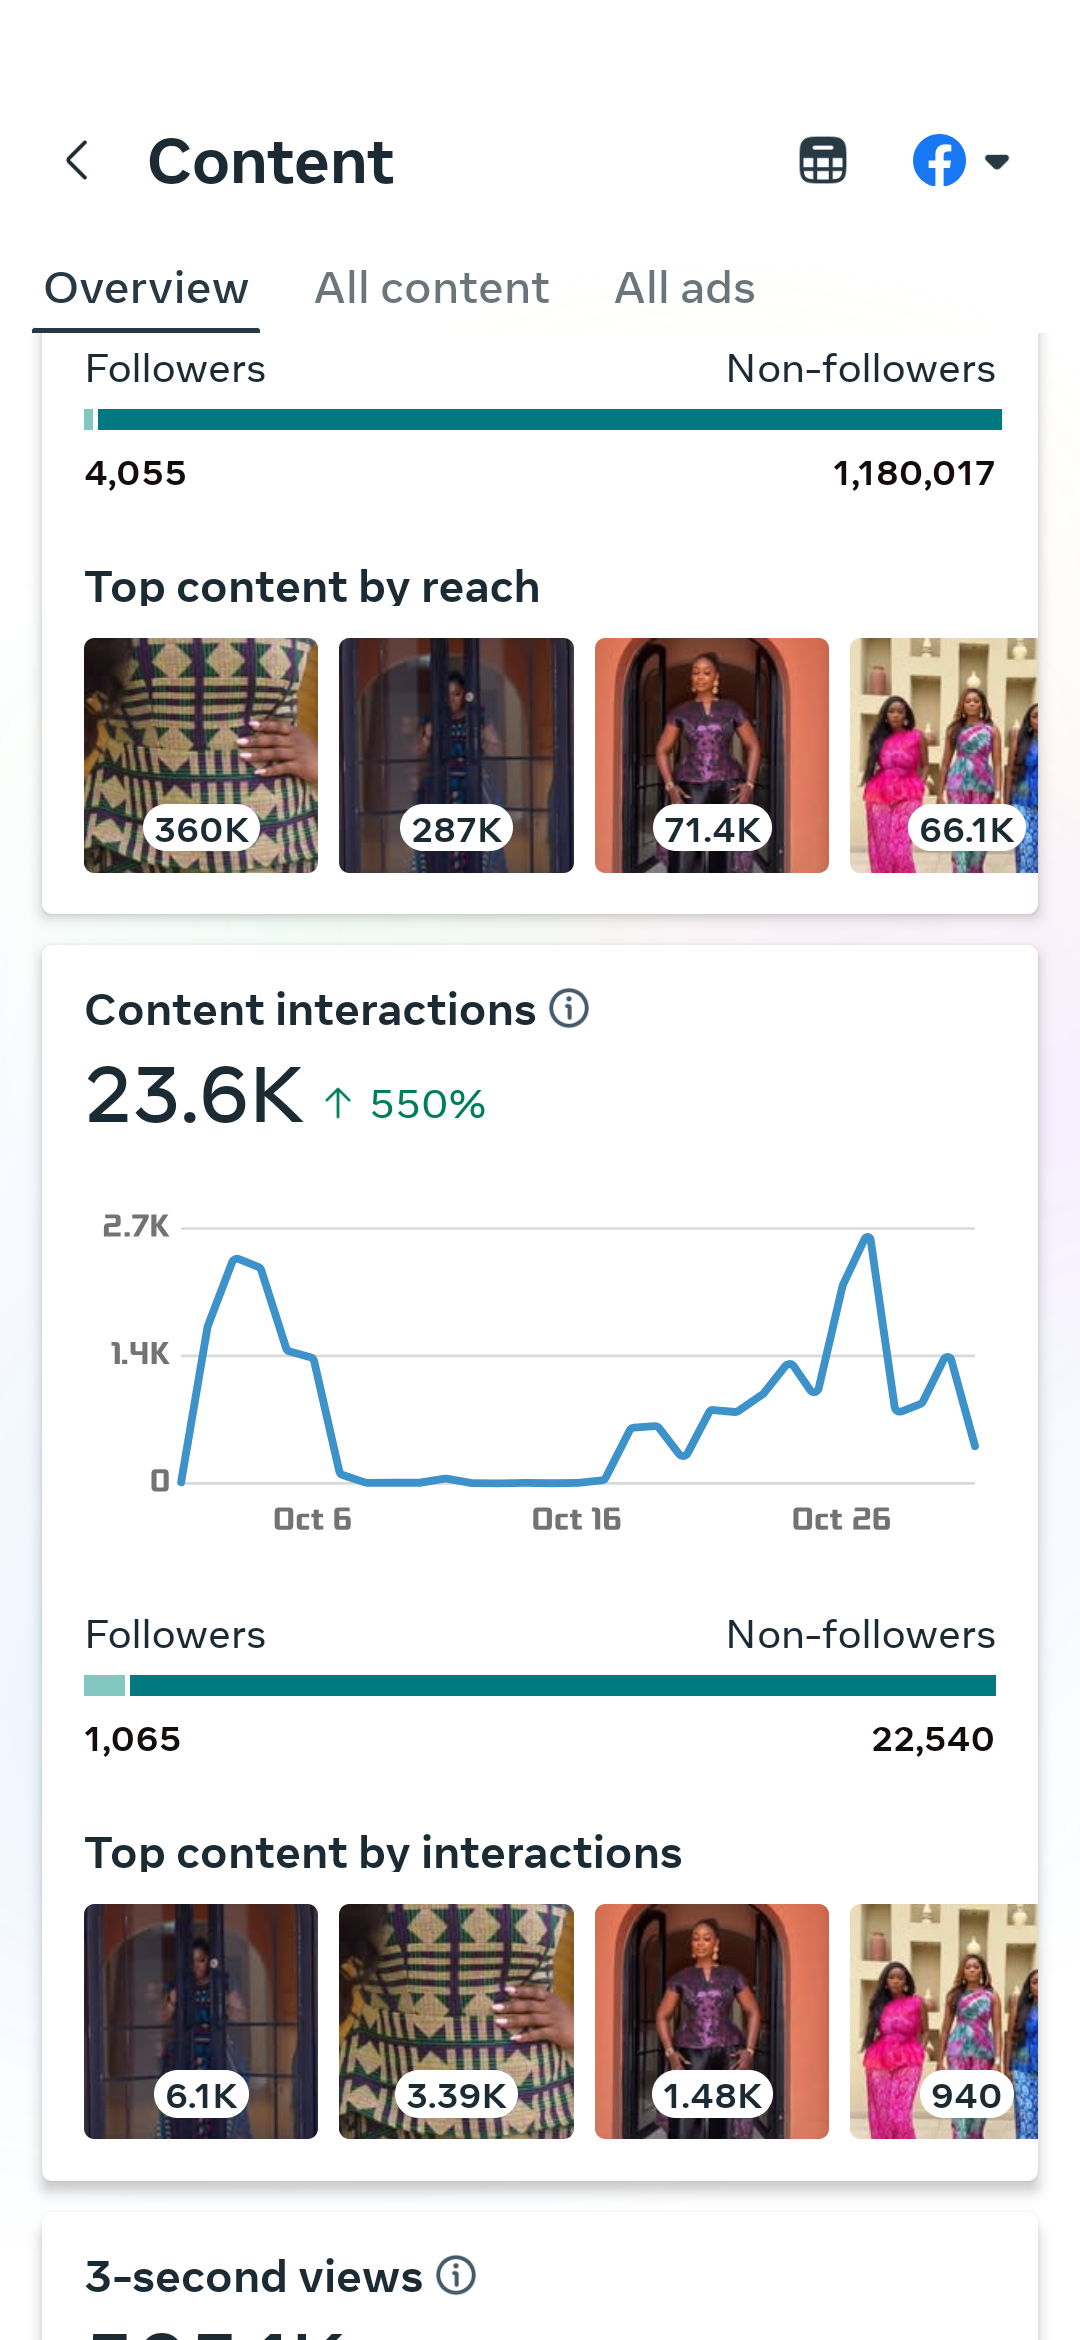 Content
Overview All content All ads
Followers Non-followers
4,055 1,180,017
Top content by reach
360K 287K 71.4K 66.1K
Content interactions
23.6K ↑ 550%
2.7K
1.4K
0
Oct 6 Oct 16 Oct 26
Followers Non-followers
1,065 22,540
Top content by interactions
6.1K 3.39K 1.48K 940
3-second views